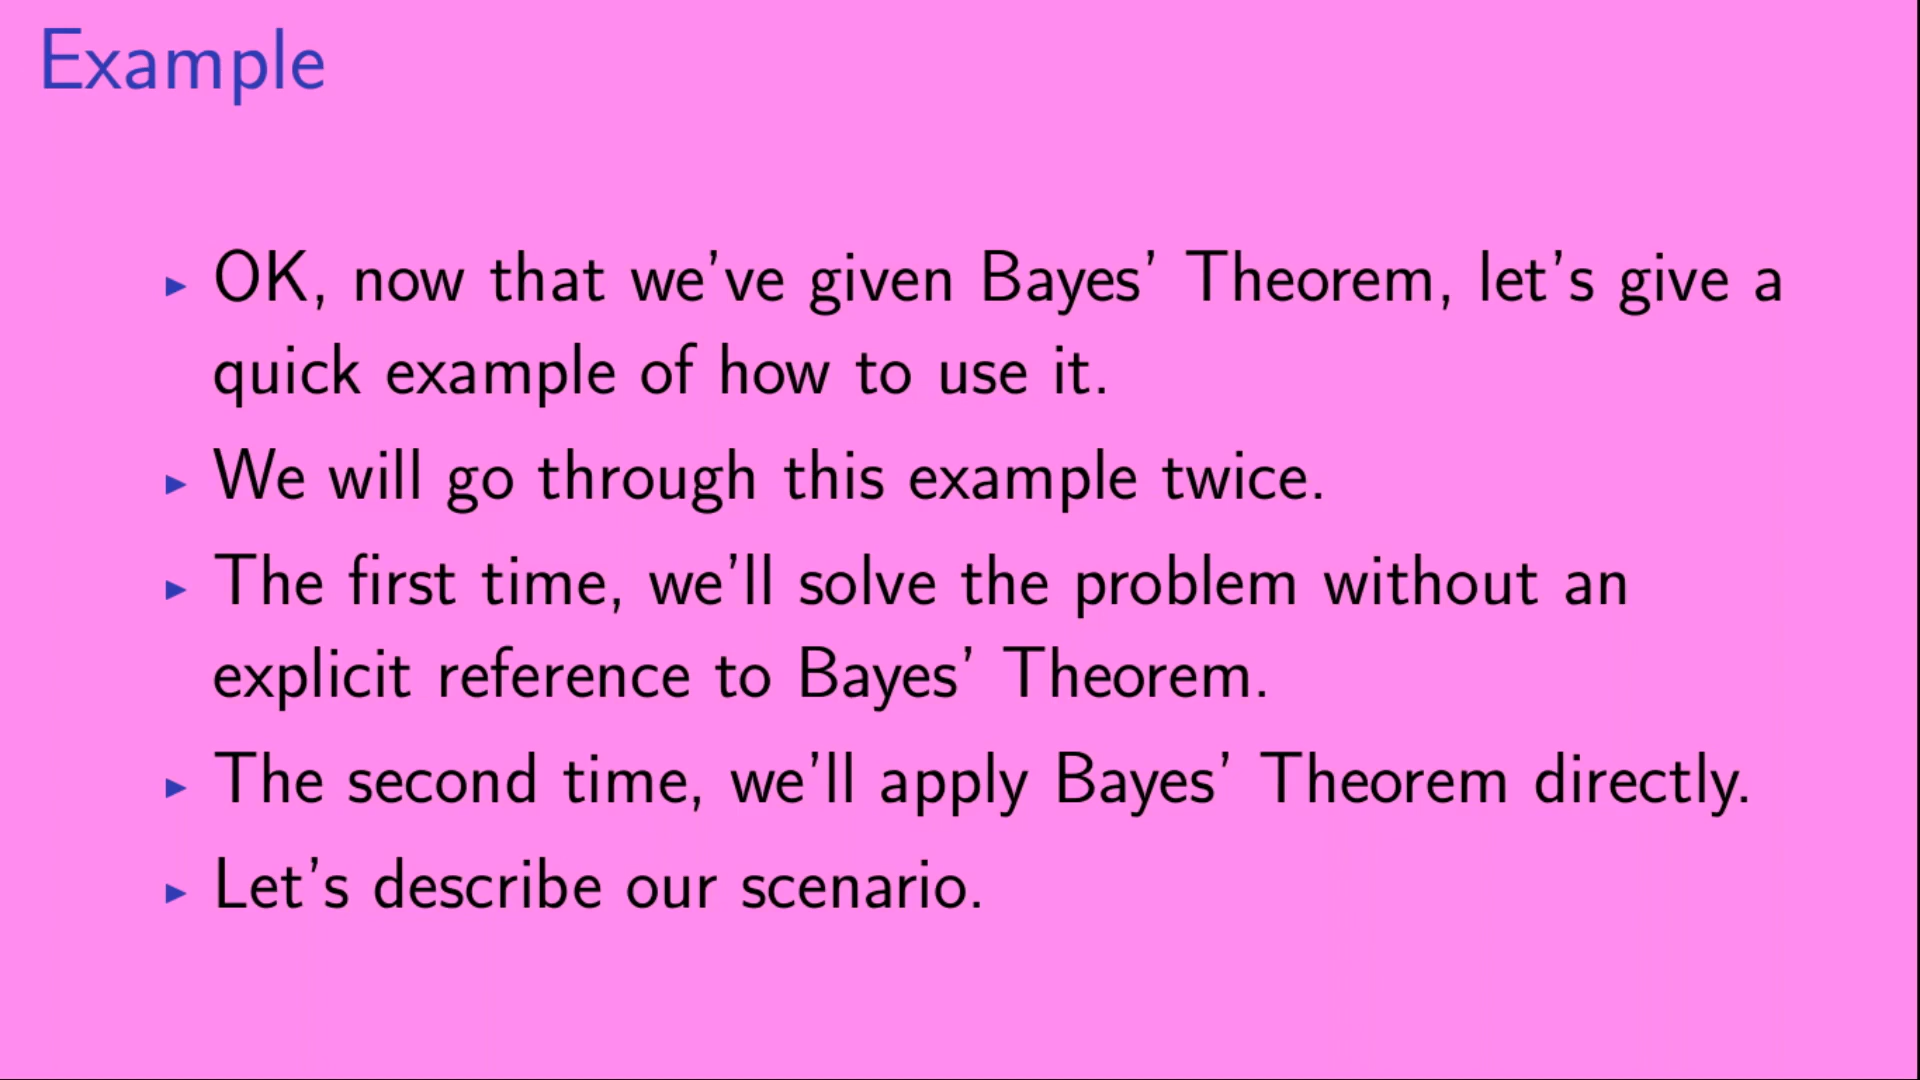 Example
▸ OK, now that we've given Bayes' Theorem, let's give a
quick example of how to use it.
▸ We will go through this example twice.
▸ The first time, we'll solve the problem without an
explicit reference to Bayes' Theorem.
▸ The second time, we'll apply Bayes' Theorem directly.
▸ Let's describe our scenario.